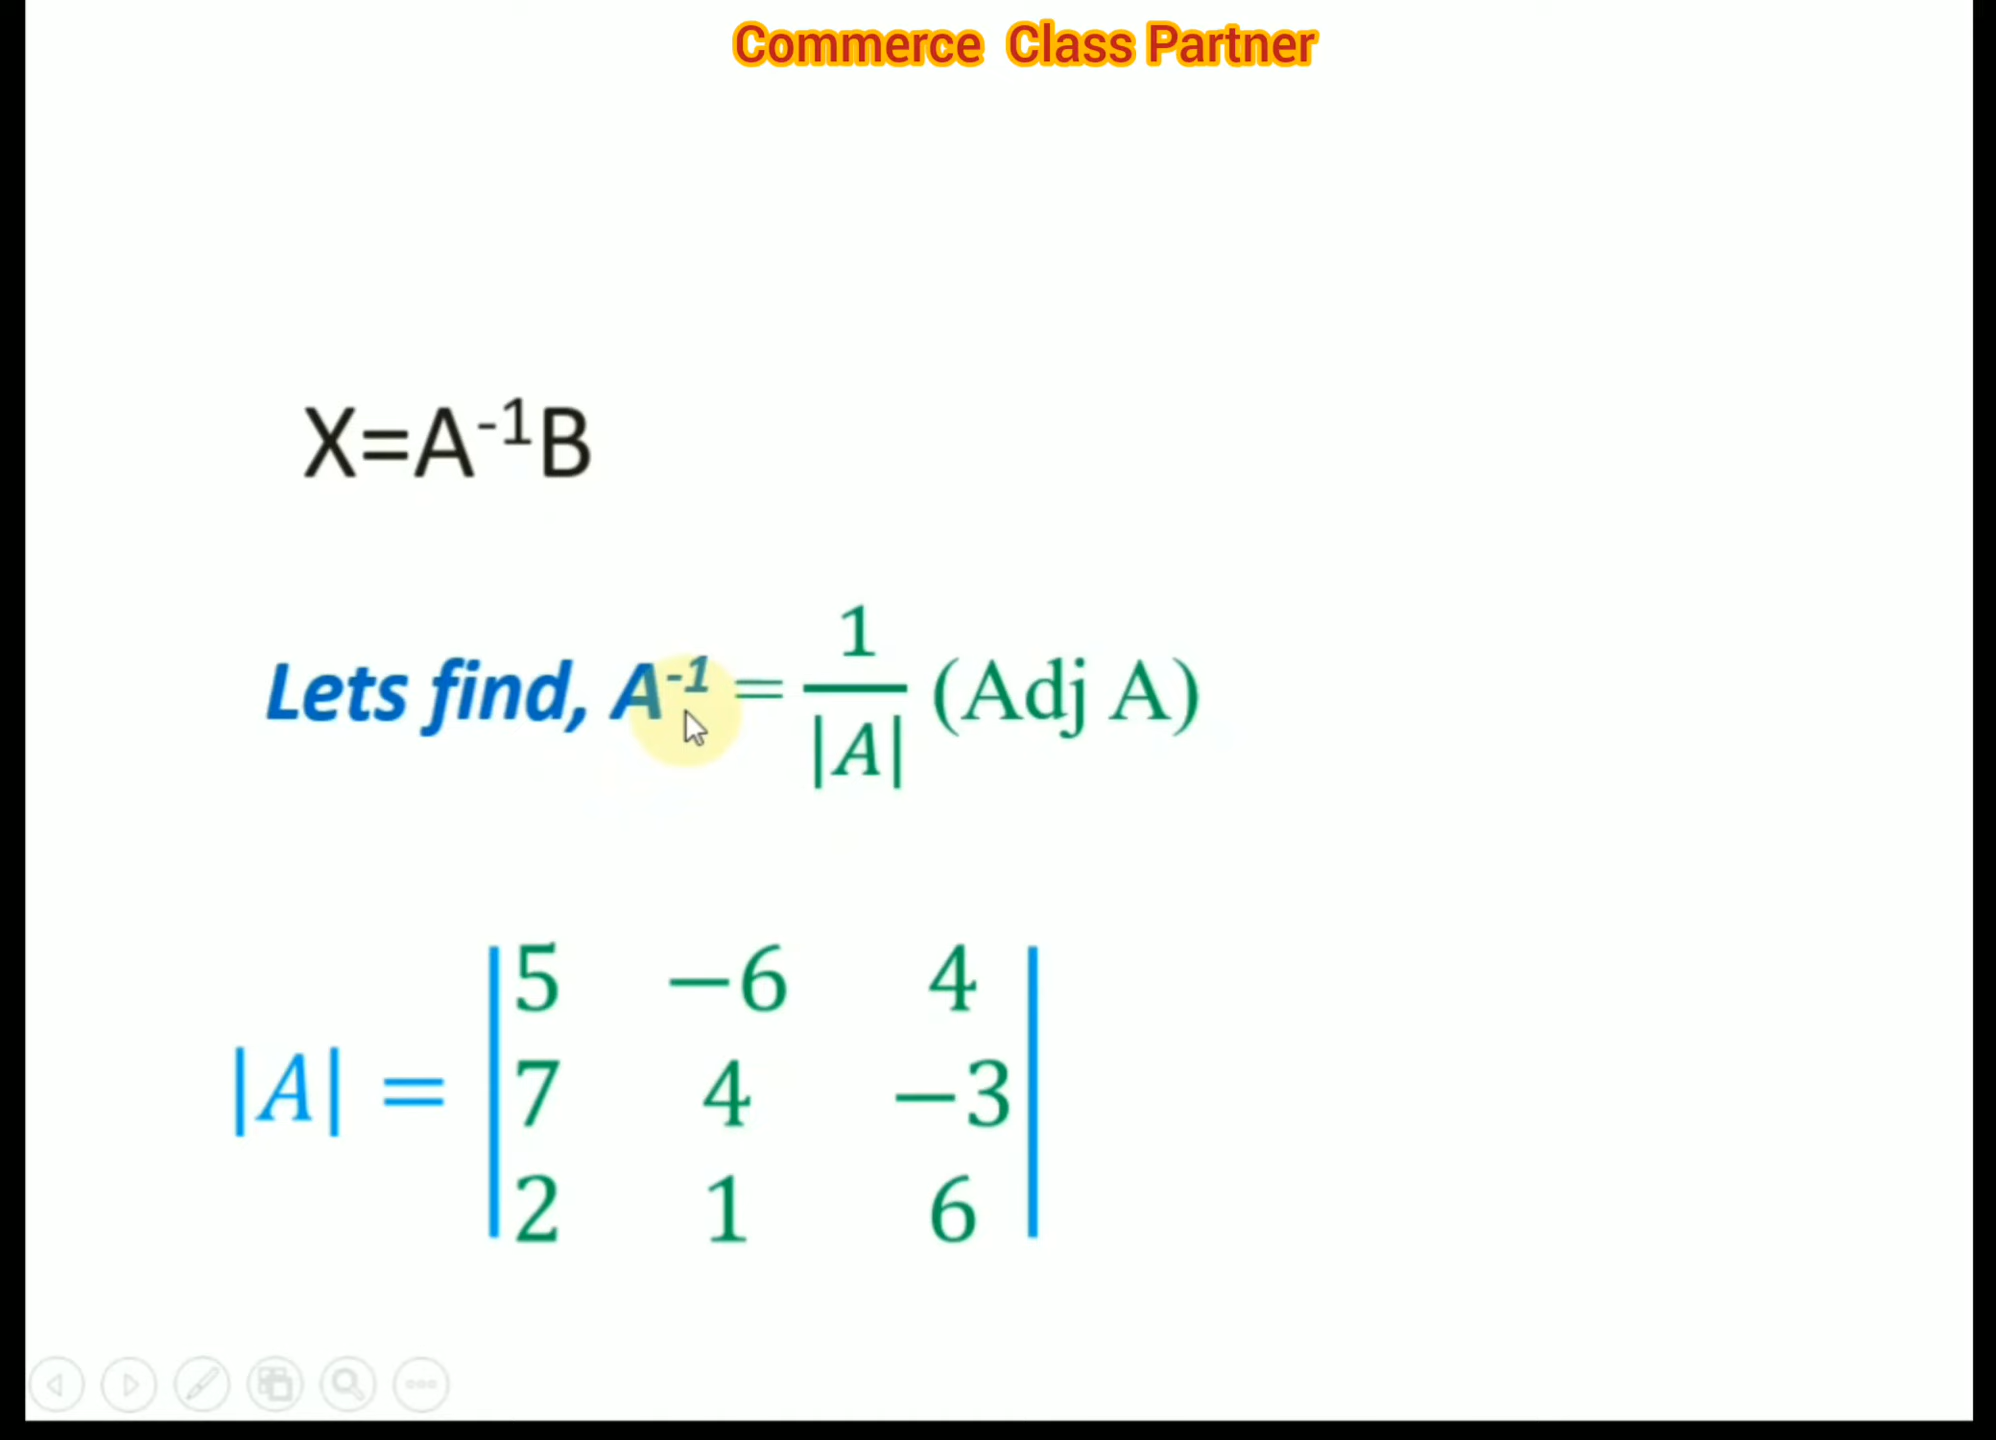 Commerce Class Partner
X=A⁻¹B
Lets find, A⁻¹ = 1/|A| (Adj A)
|A| = | 5 −6 4 |
| 7 4 −3 |
| 2 1 6 |